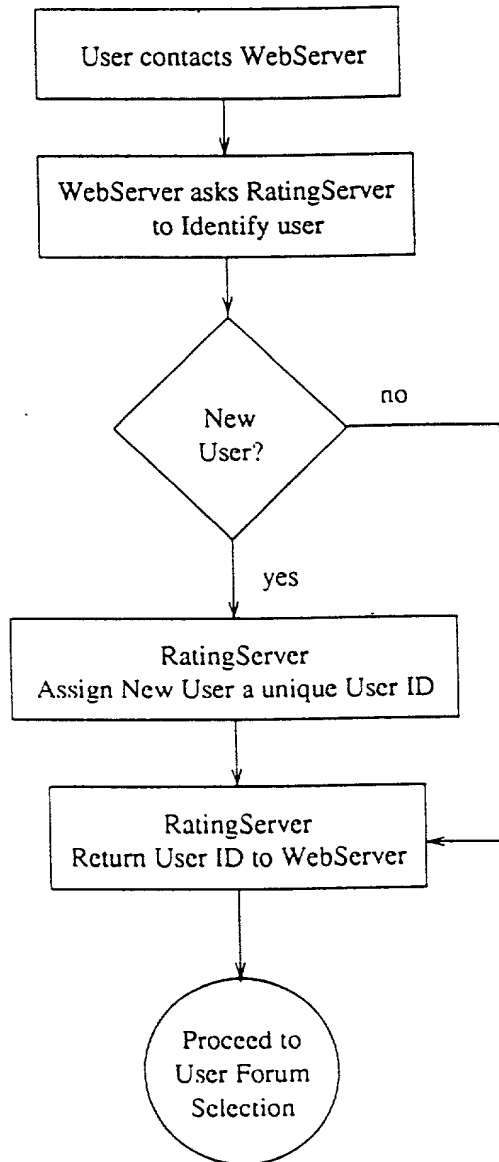 User contacts WebServer
WebServer asks RatingServer
to Identify user
New
User?
no
yes
RatingServer
Assign New User a unique User ID
RatingServer
Return User ID to WebServer
Proceed to
User Forum
Selection